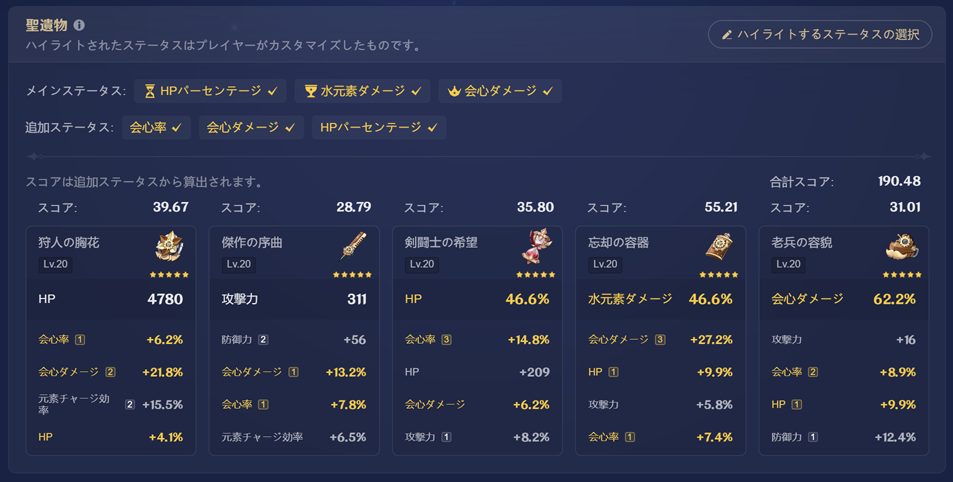 聖遺物
ハイライトされたステータスはプレイヤーがカスタマイズしたものです。
ハイライトするステータスの選択
メインステータス: HPパーセンテージ 水元素ダメージ 会心ダメージ
追加ステータス: 会心率 会心ダメージ HPパーセンテージ
スコアは追加ステータスから算出されます。
合計スコア: 190.48
スコア: 39.67
狩人の胸花
Lv.20
HP 4780
会心率 1 +6.2%
会心ダメージ 2 +21.8%
元素チャージ効率 2 +15.5%
HP +4.1%
スコア: 28.79
傑作の序曲
Lv.20
攻撃力 311
防御力 2 +56
会心ダメージ 1 +13.2%
会心率 1 +7.8%
元素チャージ効率 +6.5%
スコア: 35.80
剣闘士の希望
Lv.20
HP 46.6%
会心率 3 +14.8%
HP +209
会心ダメージ +6.2%
攻撃力 1 +8.2%
スコア: 55.21
忘却の容器
Lv.20
水元素ダメージ 46.6%
会心ダメージ 3 +27.2%
HP 1 +9.9%
攻撃力 +5.8%
会心率 1 +7.4%
スコア: 31.01
老兵の容貌
Lv.20
会心ダメージ 62.2%
攻撃力 +16
会心率 2 +8.9%
HP 1 +9.9%
防御力 1 +12.4%